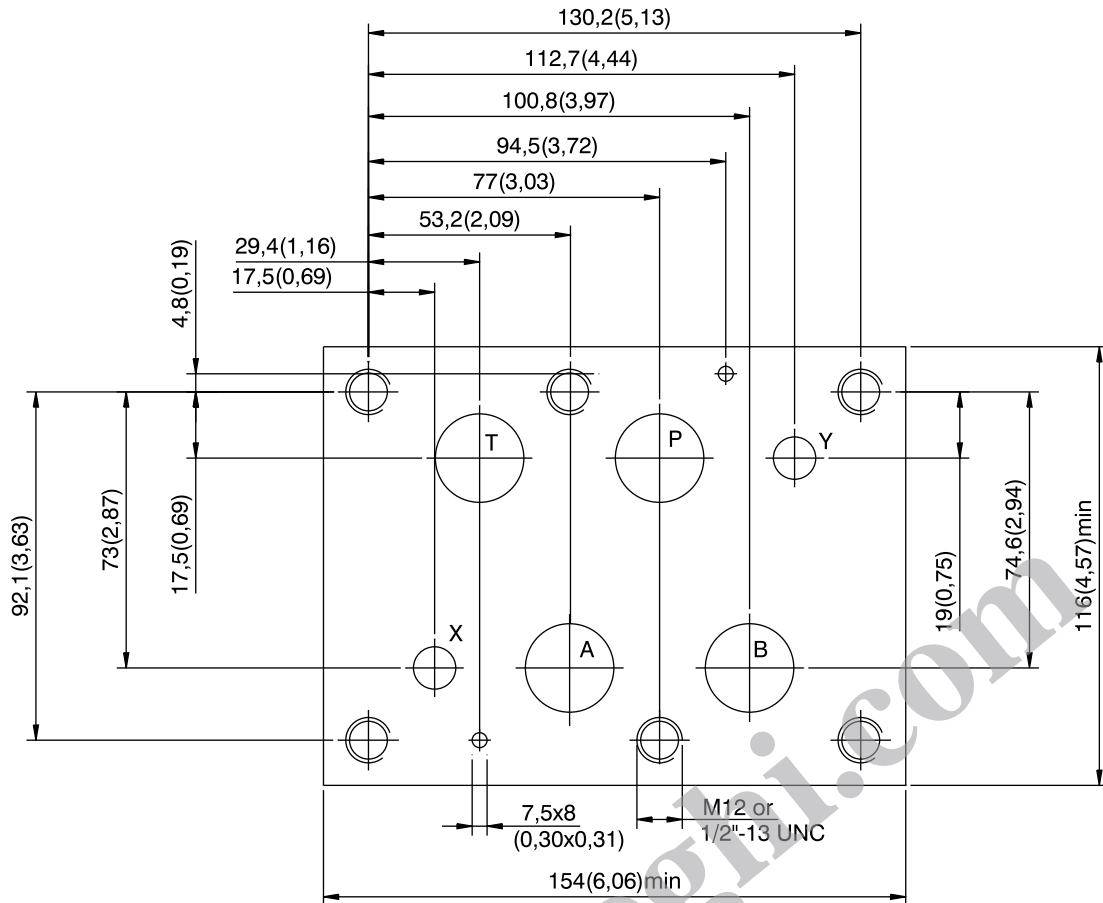 130,2(5,13)
112,7(4,44)
100,8(3,97)
94,5(3,72)
77(3,03)
53,2(2,09)
29,4(1,16)
17,5(0,69)
4,8(0,19)
T
P
Y
92,1(3,63)
73(2,87)
17,5(0,69)
19(0,75)
74,6(2,94)
116(4,57)min
X
A
B
7,5x8
(0,30x0,31)
M12 or
1/2"-13 UNC
154(6,06)min
ghi.com